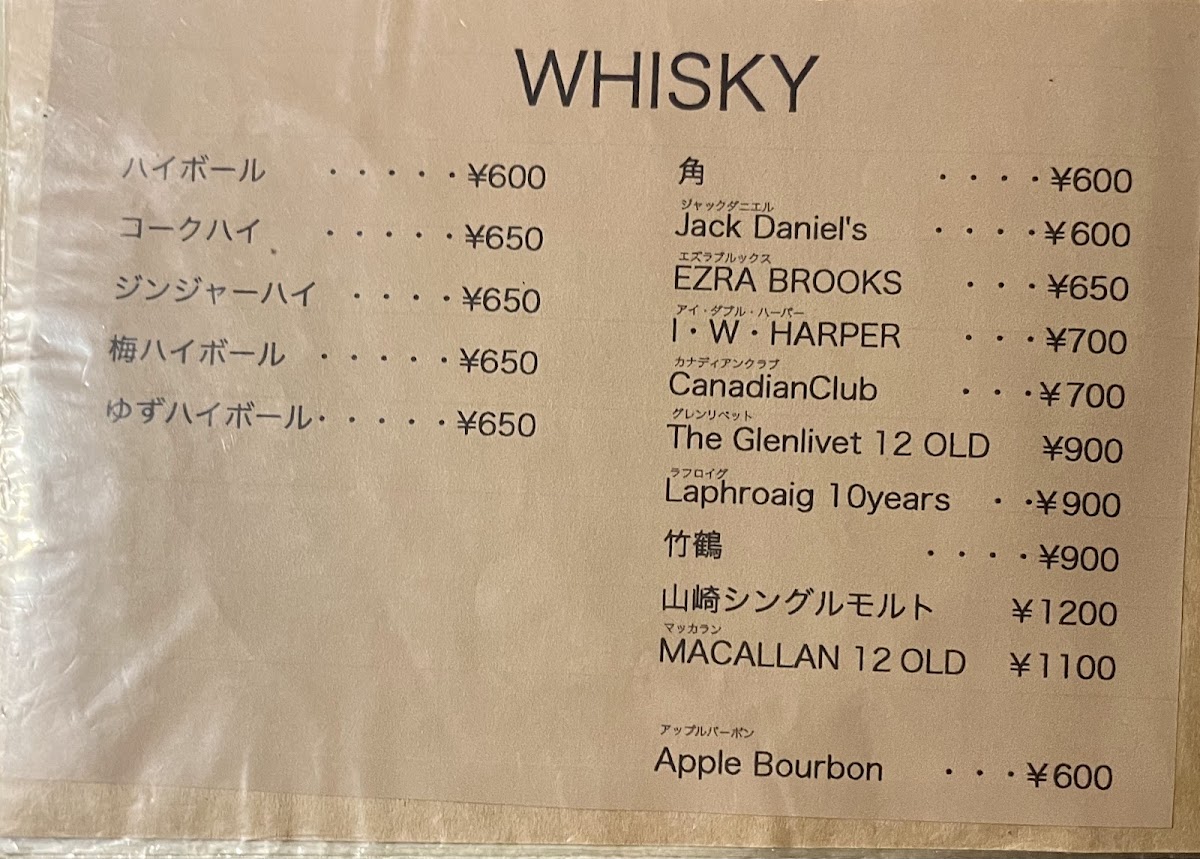 WHISKY
ハイボール ・・・・・¥600
コークハイ ・・・・・¥650
ジンジャーハイ ・・・・¥650
梅ハイボール ・・・・・¥650
ゆずハイボール・・・・・¥650
角 ・・・・¥600
ジャックダニエル
Jack Daniel's ・・・・¥600
エズラブルックス
EZRA BROOKS ・・・¥650
アイ・ダブル・ハーパー
I・W・HARPER ・・・¥700
カナディアンクラブ
CanadianClub ・・・¥700
グレンリベット
The Glenlivet 12 OLD ¥900
ラフロイグ
Laphroaig 10years ・・¥900
竹鶴 ・・・・¥900
山崎シングルモルト ¥1200
マッカラン
MACALLAN 12 OLD ¥1100
アップルバーボン
Apple Bourbon ・・・¥600